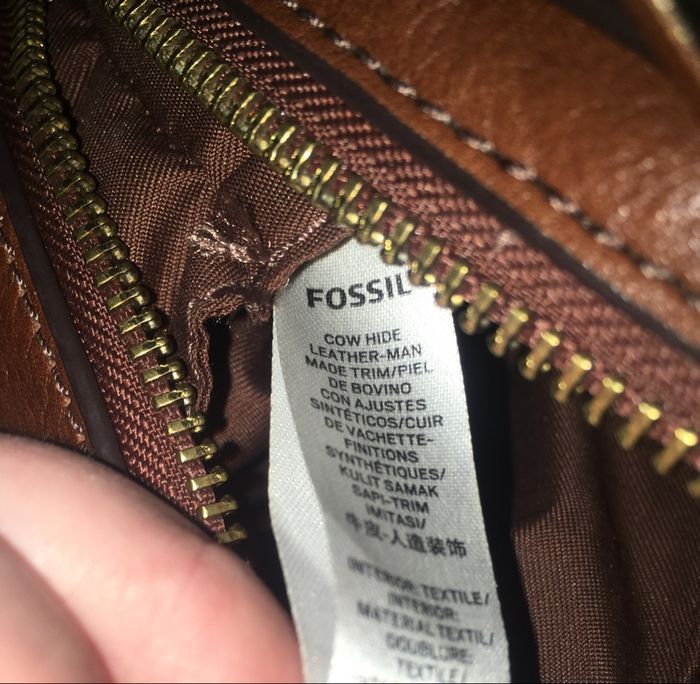 FOSSIL
COW HIDE
LEATHER-MAN
MADE TRIM/PIEL
DE BOVINO
CON AJUSTES
SINTÉTICOS/CUIR
DE VACHETTE-
FINITIONS
SYNTHÉTIQUES/
KULIT SAMAK
SAPI-TRIM
IMITASI/
牛皮-人造装饰
INTERIOR: TEXTILE/
INTERIOR:
MATERIAL TEXTIL/
DOUBLURE:
TEXTILE/